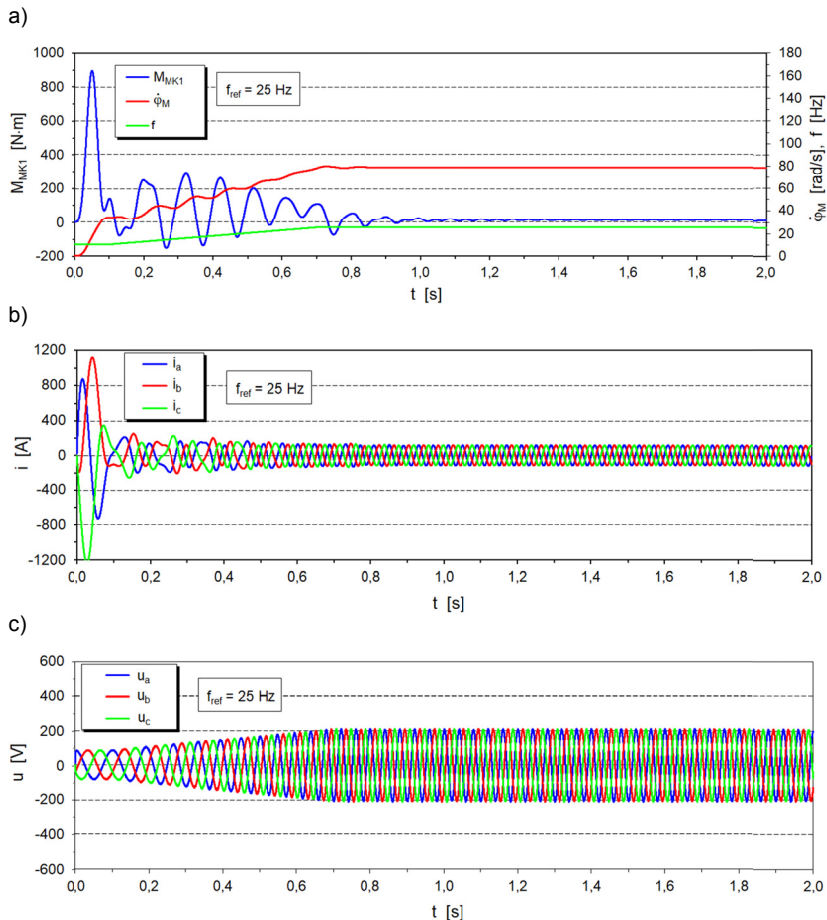 a)
1000
800
600
400
200
0
-200
M_MK1 [N·m]
M_MK1
φ̇_M
f
f_ref = 25 Hz
180
160
140
120
100
80
60
40
20
0
φ̇_M [rad/s], f [Hz]
0,0 0,2 0,4 0,6 0,8 1,0 1,2 1,4 1,6 1,8 2,0
t [s]
b)
1200
800
400
0
-400
-800
-1200
i [A]
i_a
i_b
i_c
f_ref = 25 Hz
0,0 0,2 0,4 0,6 0,8 1,0 1,2 1,4 1,6 1,8 2,0
t [s]
c)
600
400
200
0
-200
-400
-600
u [V]
u_a
u_b
u_c
f_ref = 25 Hz
0,0 0,2 0,4 0,6 0,8 1,0 1,2 1,4 1,6 1,8 2,0
t [s]